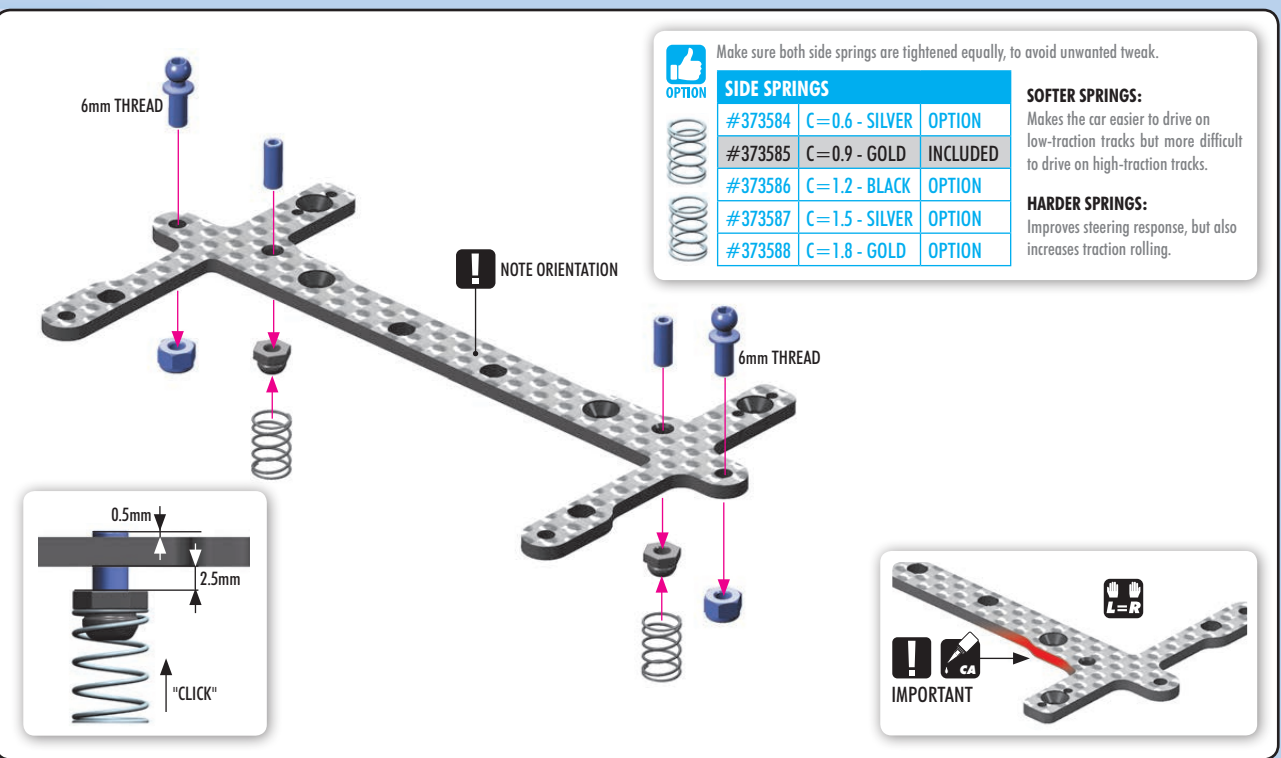 Make sure both side springs are tightened equally, to avoid unwanted tweak.
OPTION
SIDE SPRINGS
#373584 C=0.6 - SILVER OPTION
#373585 C=0.9 - GOLD INCLUDED
#373586 C=1.2 - BLACK OPTION
#373587 C=1.5 - SILVER OPTION
#373588 C=1.8 - GOLD OPTION
SOFTER SPRINGS:
Makes the car easier to drive on
low-traction tracks but more difficult
to drive on high-traction tracks.
HARDER SPRINGS:
Improves steering response, but also
increases traction rolling.
6mm THREAD
! NOTE ORIENTATION
6mm THREAD
0.5mm
2.5mm
"CLICK"
L=R
! CA
IMPORTANT